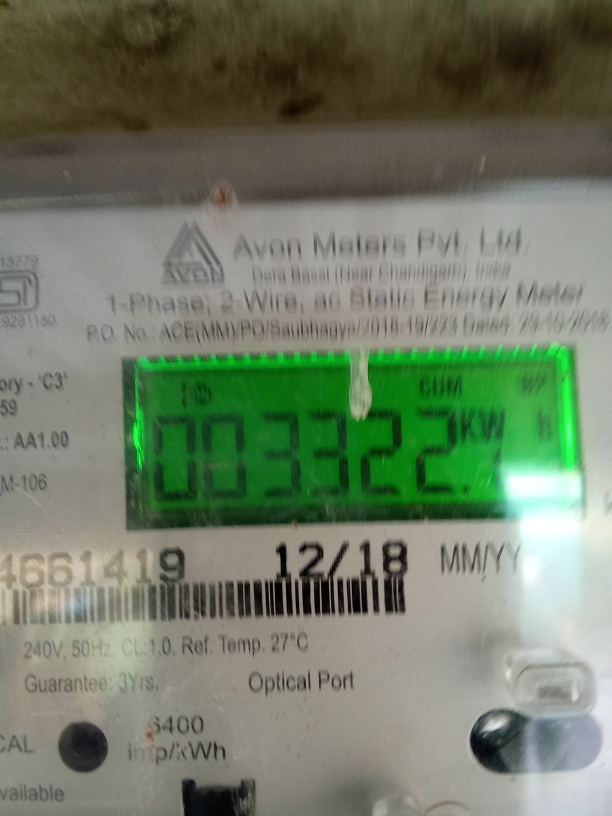 AVON
Avon Meters Pvt. Ltd.
Dera Bassi (Near Chandigarh), India
1-Phase, 2-Wire, ac Static Energy Meter
P.O. No.: ACE(MM)/PO/Saubhagya/2018-19/223 Dated:
9281180
ory - 'C3'
59
.: AA1.00
M-106
CUM
003322.1 KW h
4661419 12/18 MM/YY
240V, 50Hz, CL:1.0, Ref. Temp. 27°C
Guarantee: 3Yrs. Optical Port
CAL 6400
imp/kWh
vailable